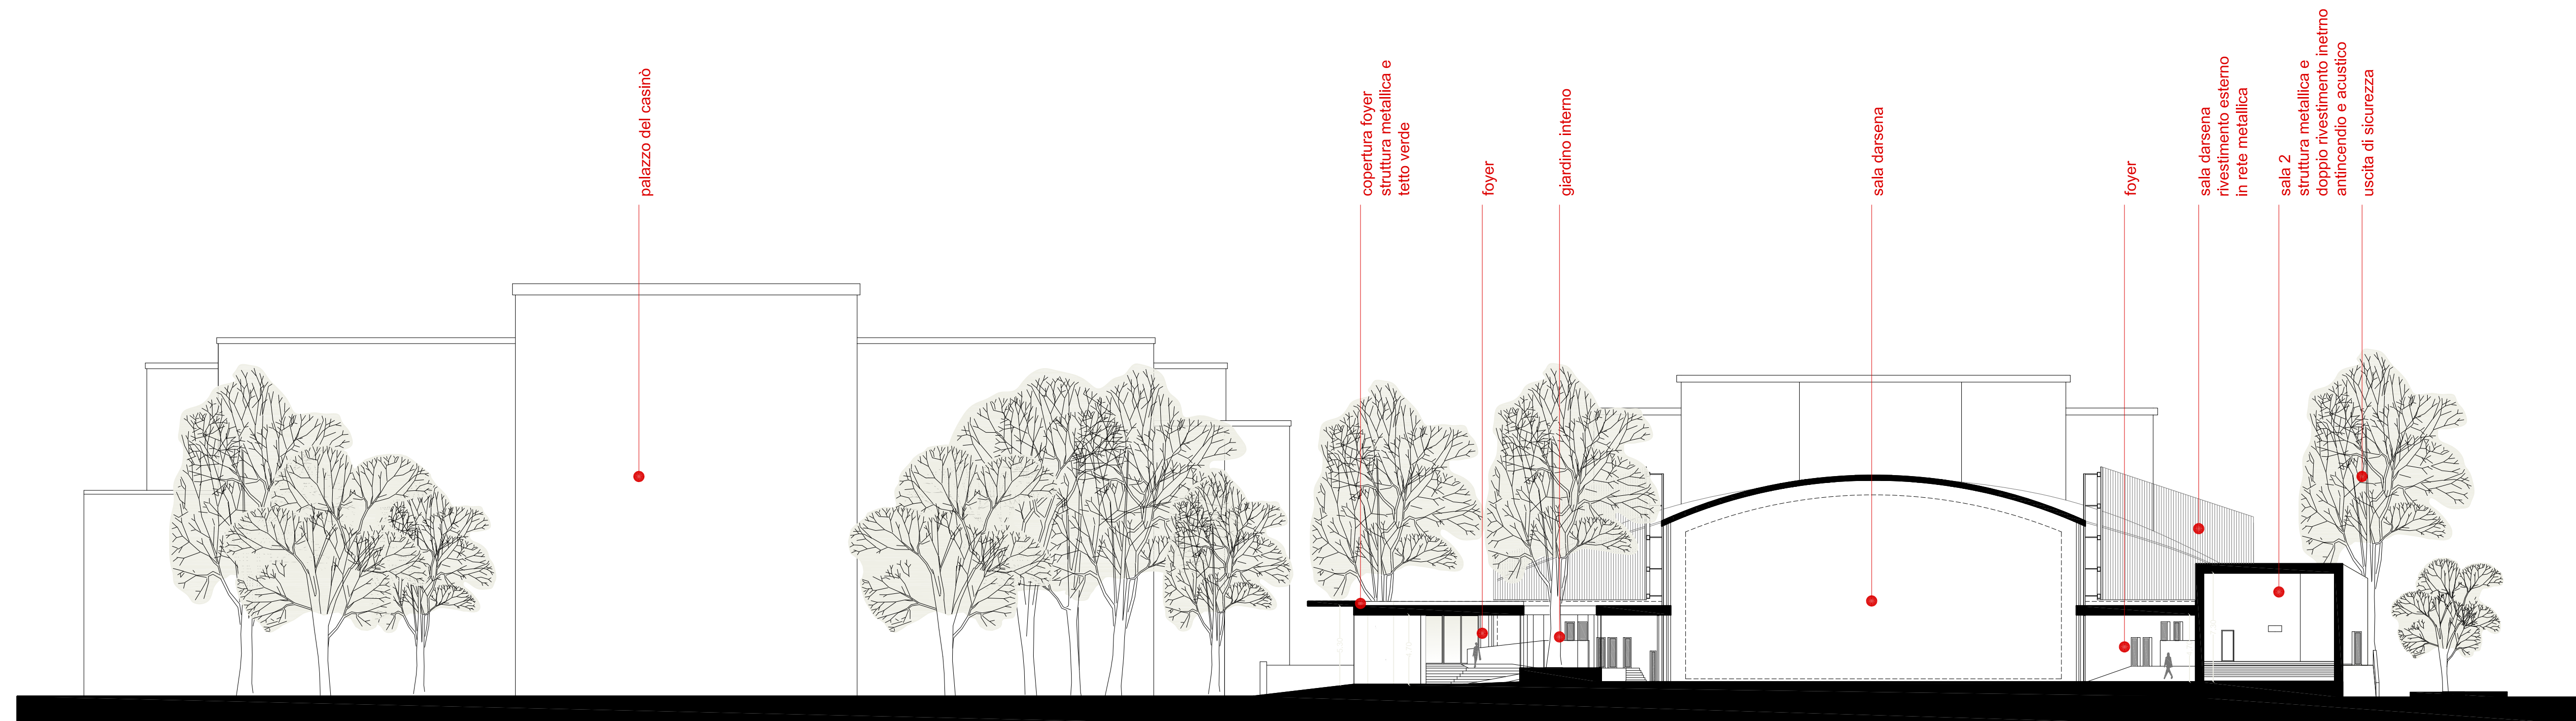 palazzo del casinò
copertura foyer
struttura metallica e
tetto verde
foyer
giardino interno
sala darsena
foyer
sala darsena
rivestimento esterno
in rete metallica
sala 2
struttura metallica e
doppio rivestimento inetrno
antincendio e acustico
uscita di sicurezza